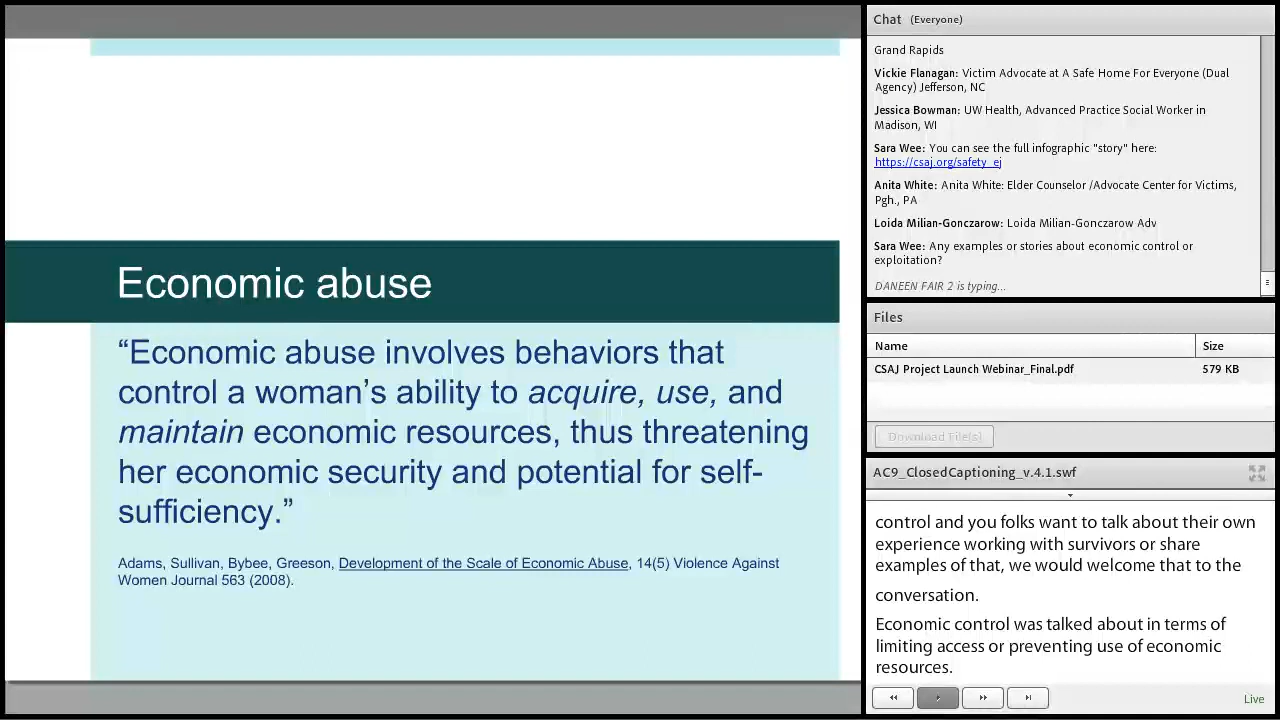 Economic abuse
“Economic abuse involves behaviors that
control a woman’s ability to acquire, use, and
maintain economic resources, thus threatening
her economic security and potential for self-
sufficiency.”
Adams, Sullivan, Bybee, Greeson, Development of the Scale of Economic Abuse, 14(5) Violence Against
Women Journal 563 (2008).
Chat (Everyone)
Grand Rapids
Vickie Flanagan: Victim Advocate at A Safe Home For Everyone (Dual
Agency) Jefferson, NC
Jessica Bowman: UW Health, Advanced Practice Social Worker in
Madison, WI
Sara Wee: You can see the full infographic "story" here:
https://csaj.org/safety_ej
Anita White: Anita White: Elder Counselor /Advocate Center for Victims,
Pgh., PA
Loida Milian-Gonczarow: Loida Milian-Gonczarow Adv
Sara Wee: Any examples or stories about economic control or
exploitation?
DANEEN FAIR 2 is typing...
Files
Name Size
CSAJ Project Launch Webinar_Final.pdf 579 KB
Download File(s)
AC9_ClosedCaptioning_v.4.1.swf
control and you folks want to talk about their own
experience working with survivors or share
examples of that, we would welcome that to the
conversation.
Economic control was talked about in terms of
limiting access or preventing use of economic
resources.
Live